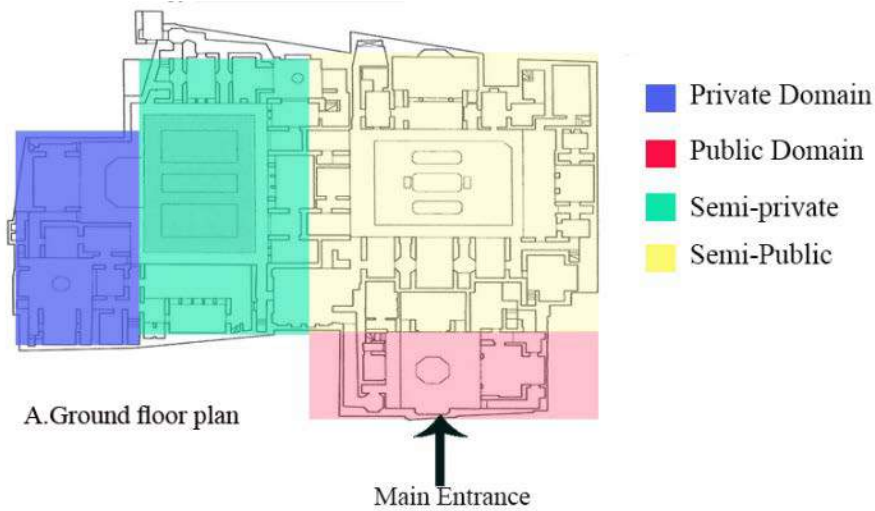 Private Domain
Public Domain
Semi-private
Semi-Public
A.Ground floor plan
Main Entrance